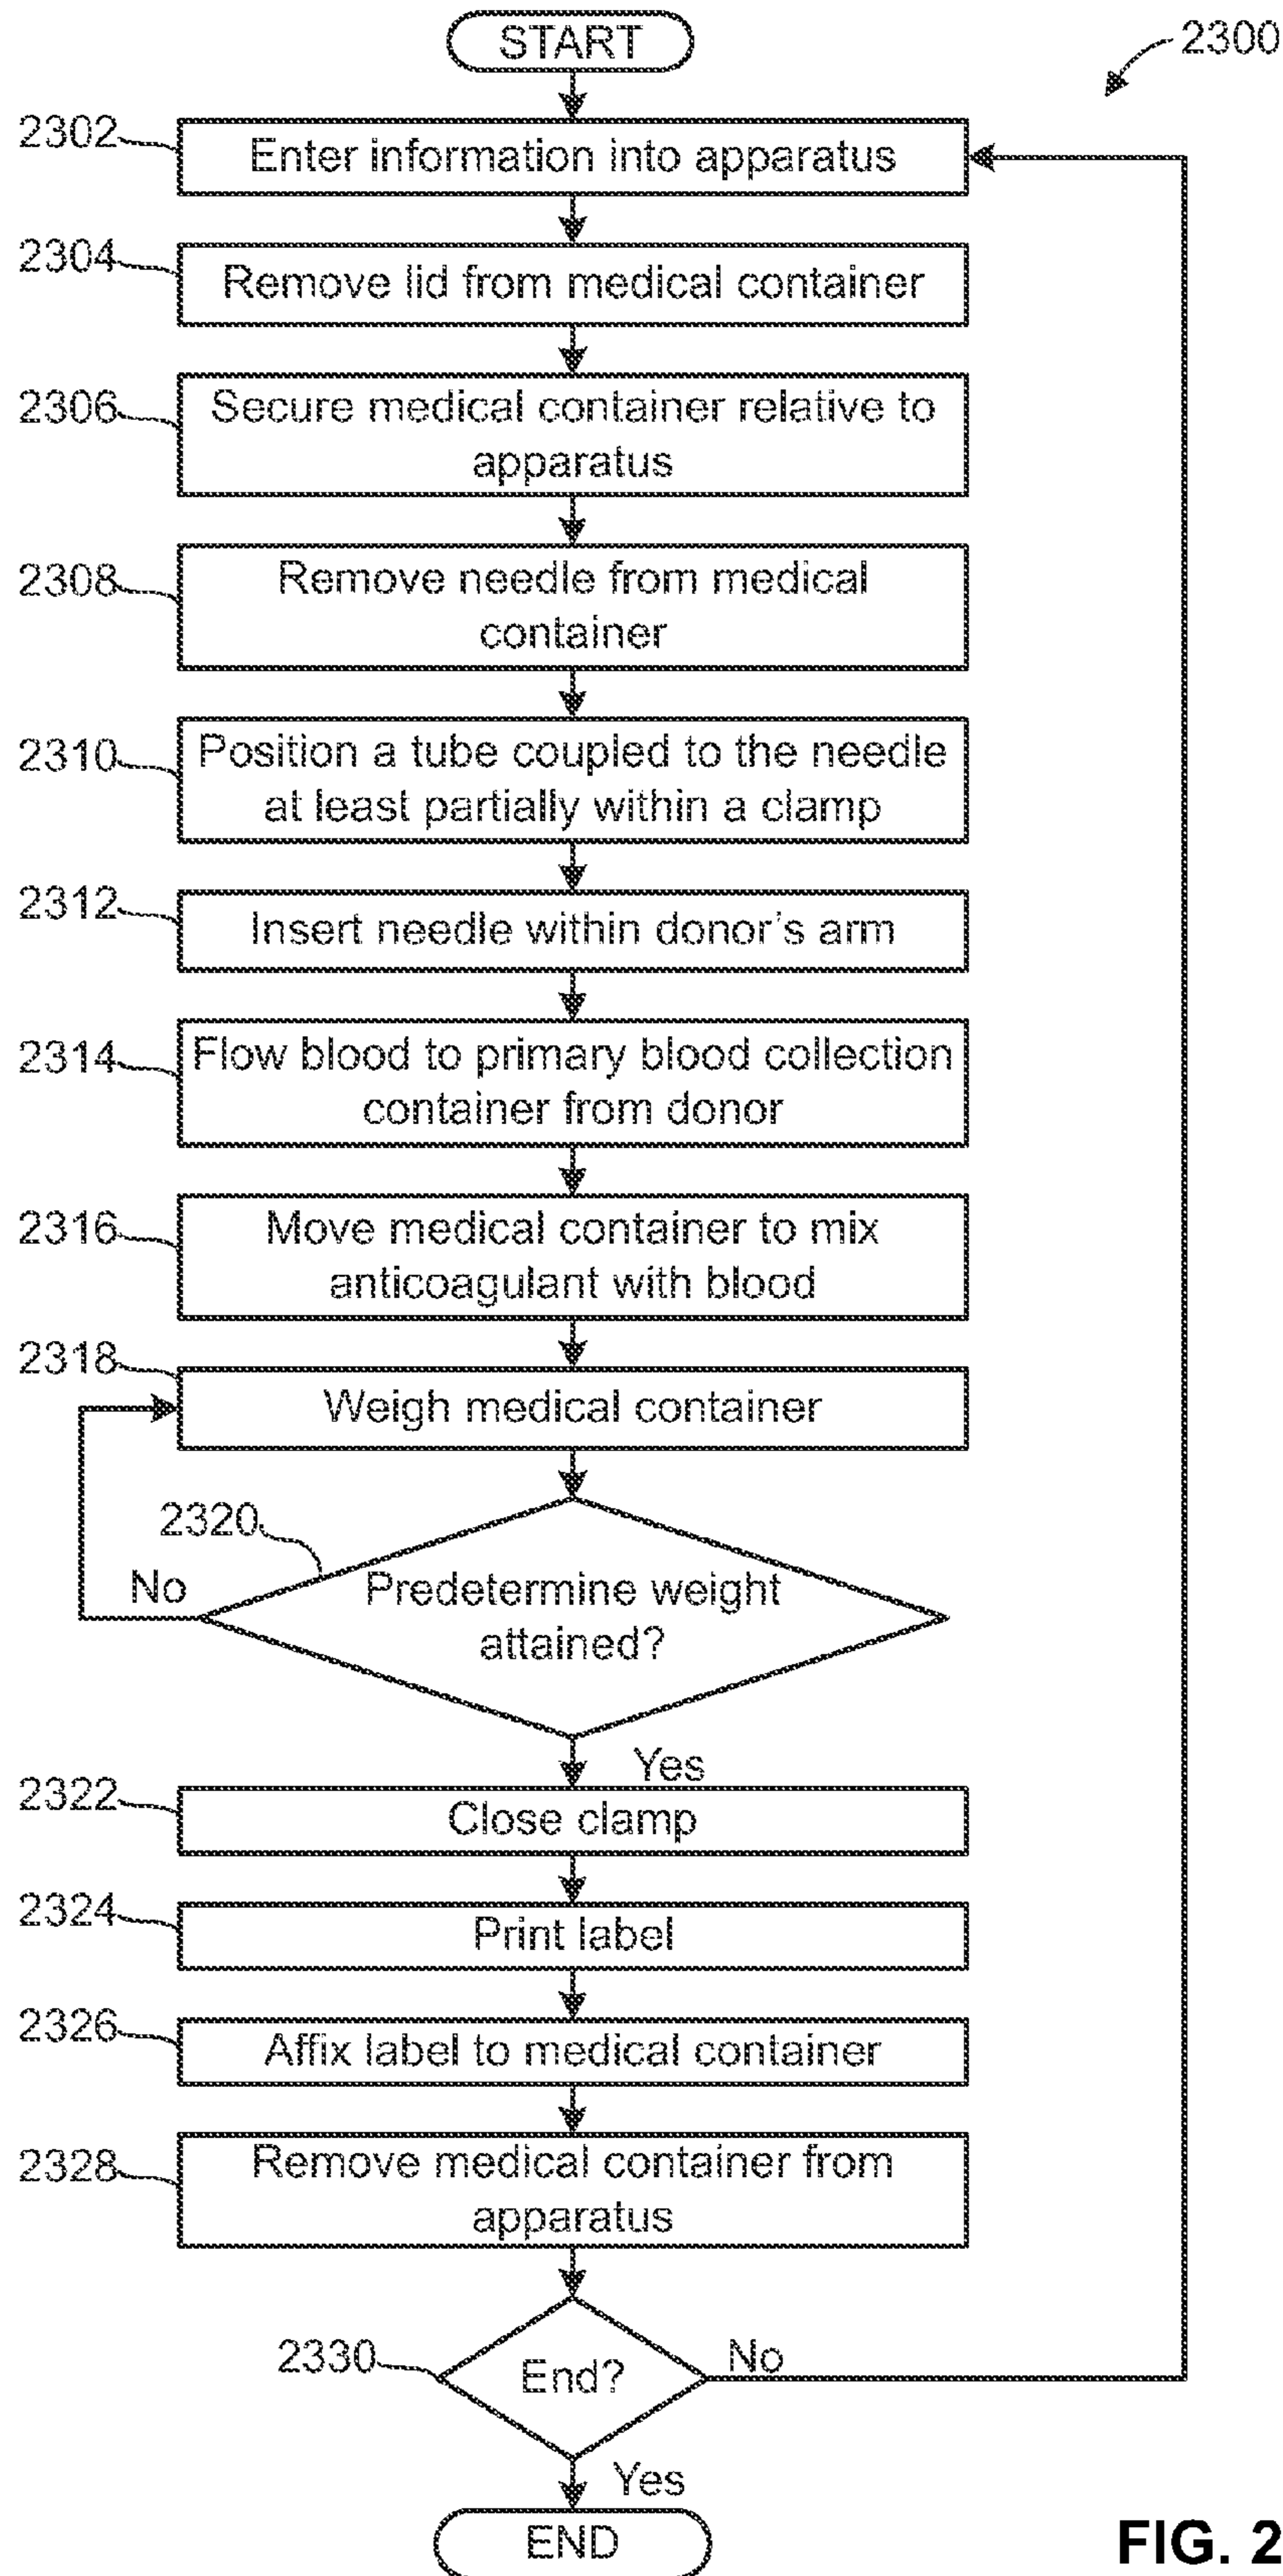 START
2300
2302
Enter information into apparatus
2304
Remove lid from medical container
2306
Secure medical container relative to
apparatus
2308
Remove needle from medical
container
2310
Position a tube coupled to the needle
at least partially within a clamp
2312
Insert needle within donor's arm
2314
Flow blood to primary blood collection
container from donor
2316
Move medical container to mix
anticoagulant with blood
2318
Weigh medical container
2320
No
Predetermine weight
attained?
Yes
2322
Close clamp
2324
Print label
2326
Affix label to medical container
2328
Remove medical container from
apparatus
2330
End?
No
Yes
END
FIG. 2